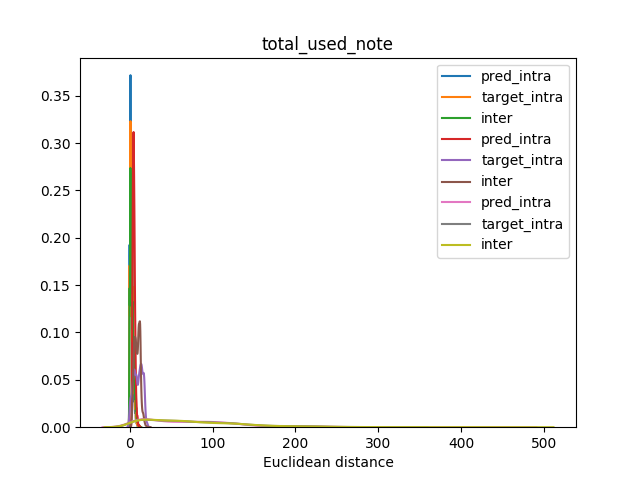 total_used_note
pred_intra
target_intra
inter
pred_intra
target_intra
inter
pred_intra
target_intra
inter
0.35
0.30
0.25
0.20
0.15
0.10
0.05
0.00
0 100 200 300 400 500
Euclidean distance